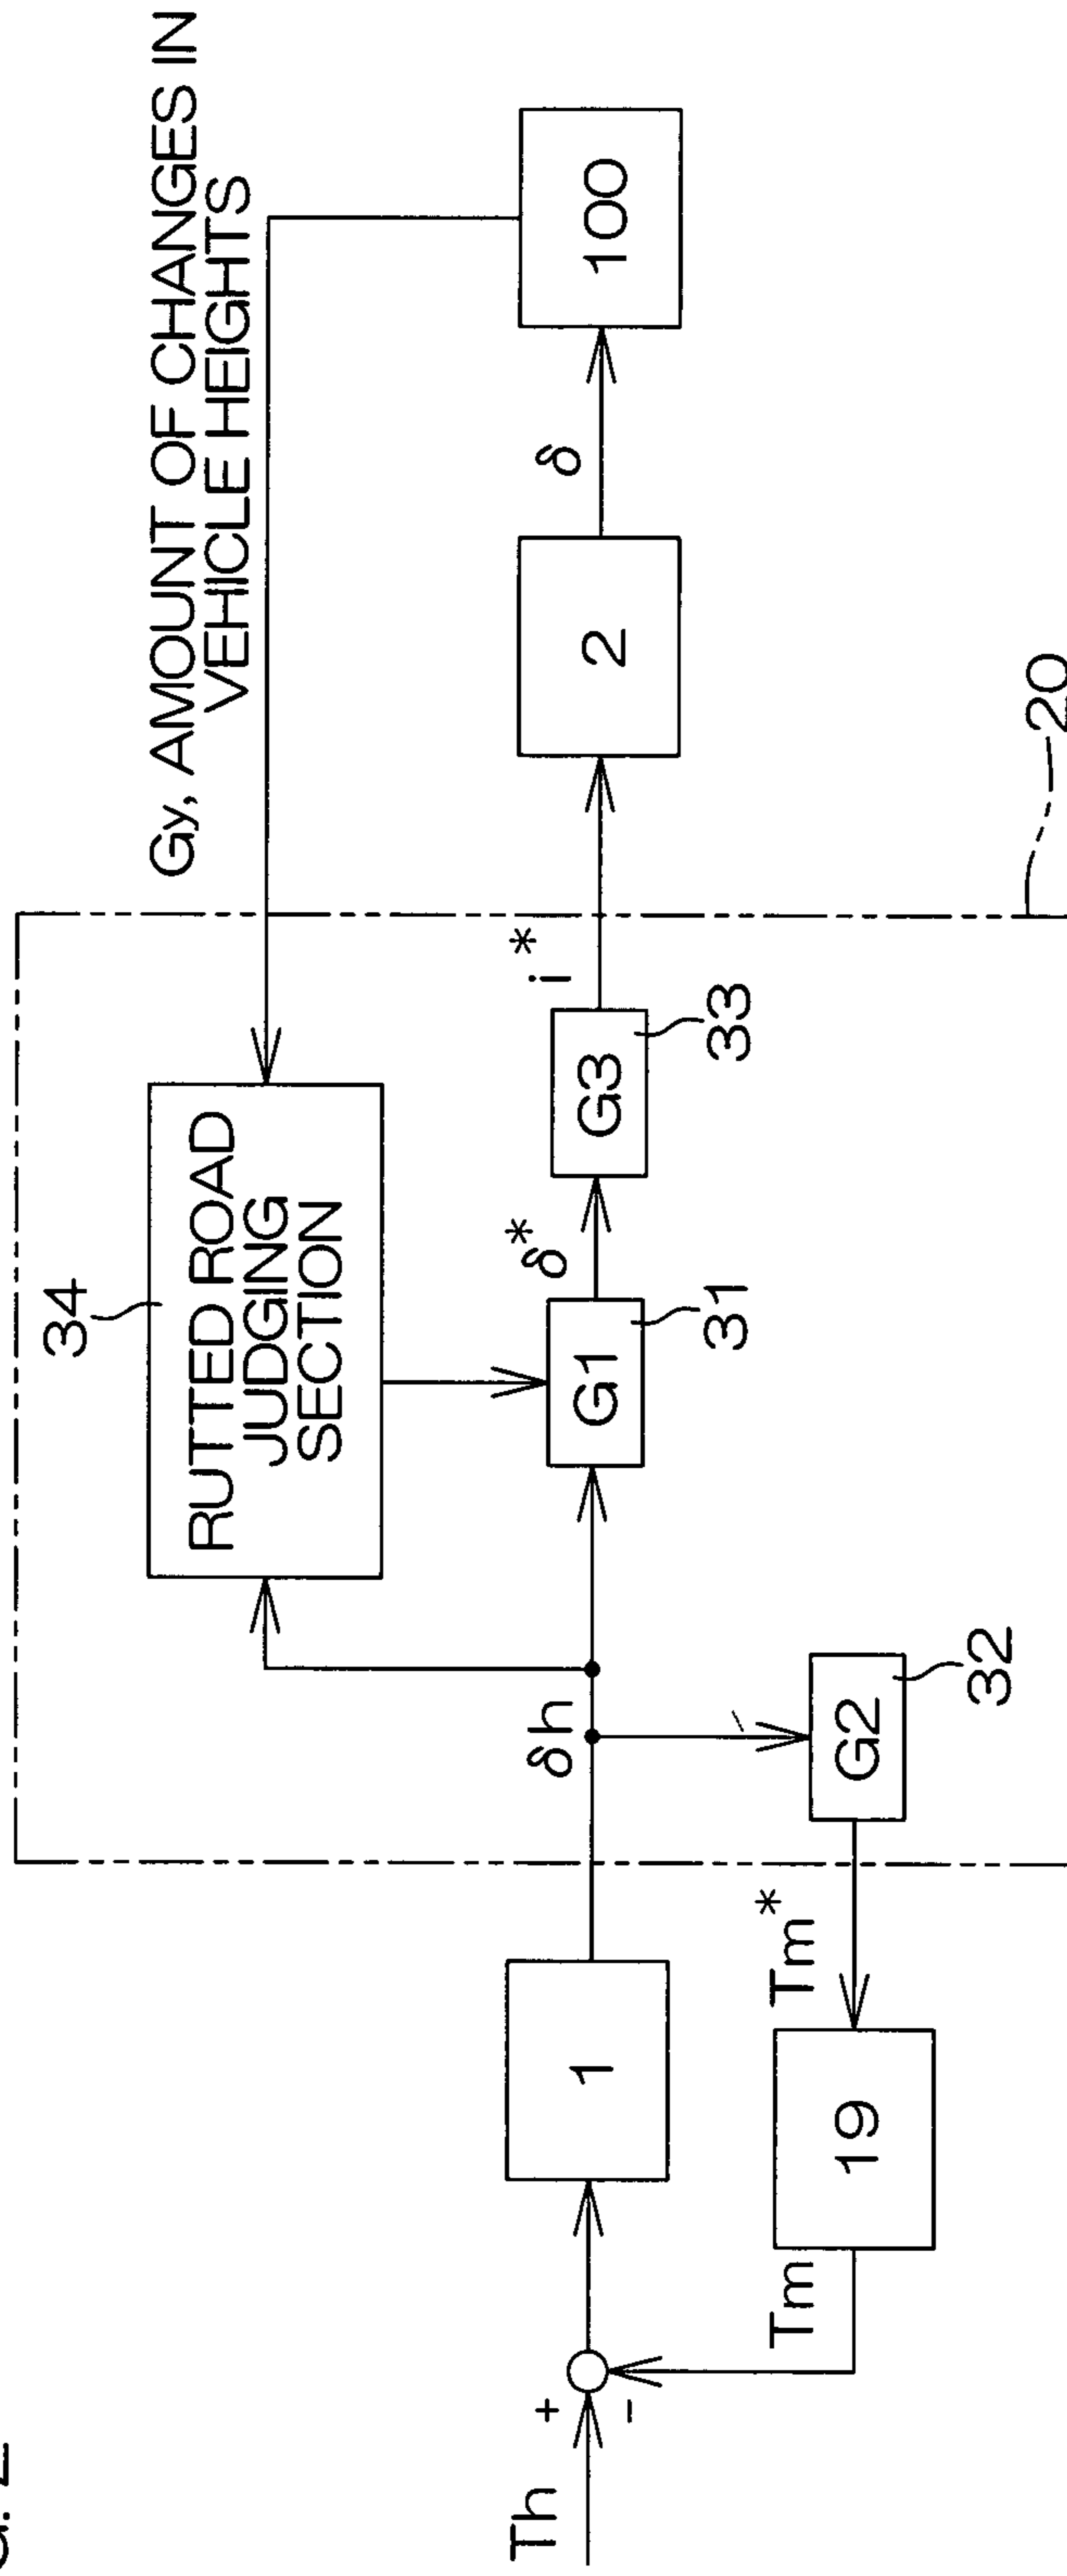 Gy, AMOUNT OF CHANGES IN
VEHICLE HEIGHTS
34
RUTTED ROAD
JUDGING
SECTION
Th
+
-
1
δh
G1
31
δ*
G3
33
i*
2
δ
100
Tm
19
Tm*
G2
32
20